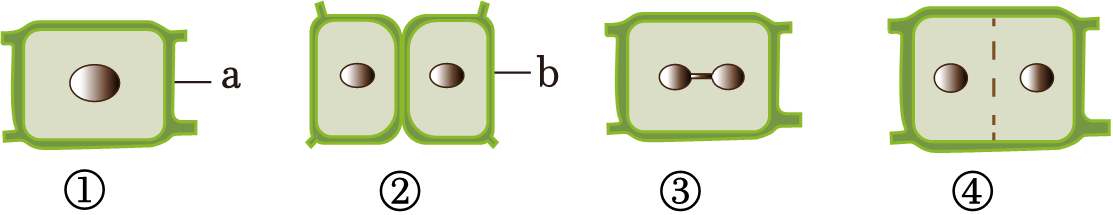 a
b
① ② ③ ④